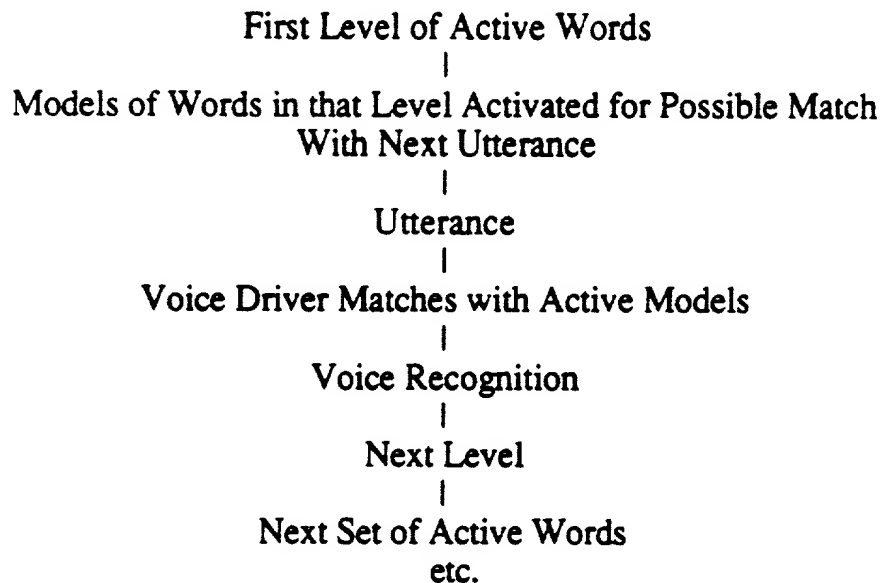 First Level of Active Words
Models of Words in that Level Activated for Possible Match
With Next Utterance
Utterance
Voice Driver Matches with Active Models
Voice Recognition
Next Level
Next Set of Active Words
etc.